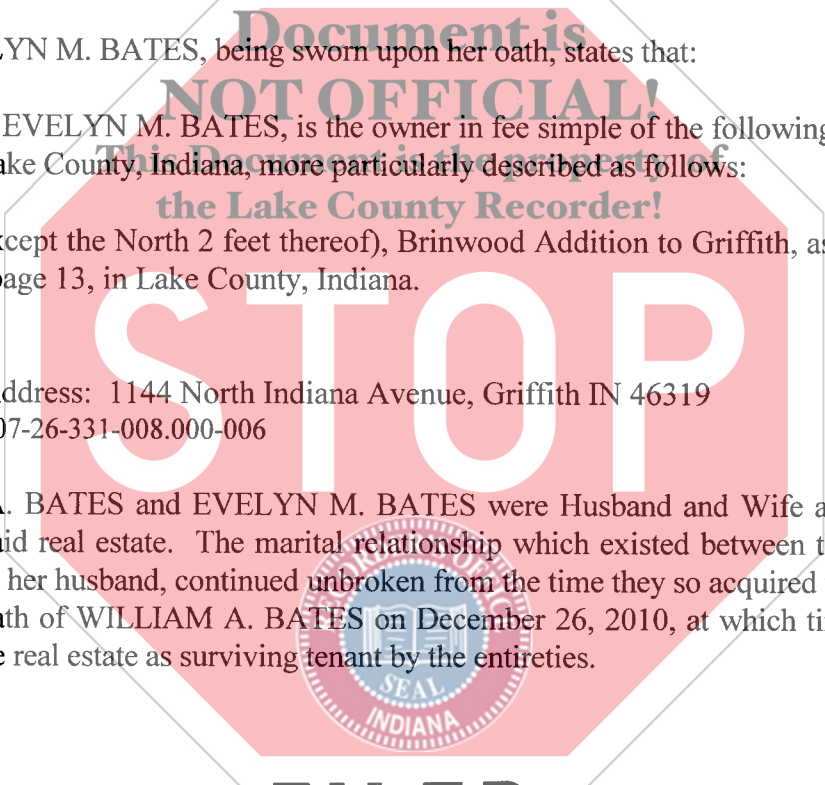 Document is
LYN M. BATES, being sworn upon her oath, states that:
NOT OFFICIAL!
EVELYN M. BATES, is the owner in fee simple of the following
ake County, Indiana, more particularly described as follows:
This Document is the property of
the Lake County Recorder!
xcept the North 2 feet thereof), Brinwood Addition to Griffith, as
page 13, in Lake County, Indiana.
STOP
ddress: 1144 North Indiana Avenue, Griffith IN 46319
07-26-331-008.000-006
A. BATES and EVELYN M. BATES were Husband and Wife a
aid real estate. The marital relationship which existed between t
her husband, continued unbroken from the time they so acquired
ath of WILLIAM A. BATES on December 26, 2010, at which ti
e real estate as surviving tenant by the entireties.
SEAL
INDIANA